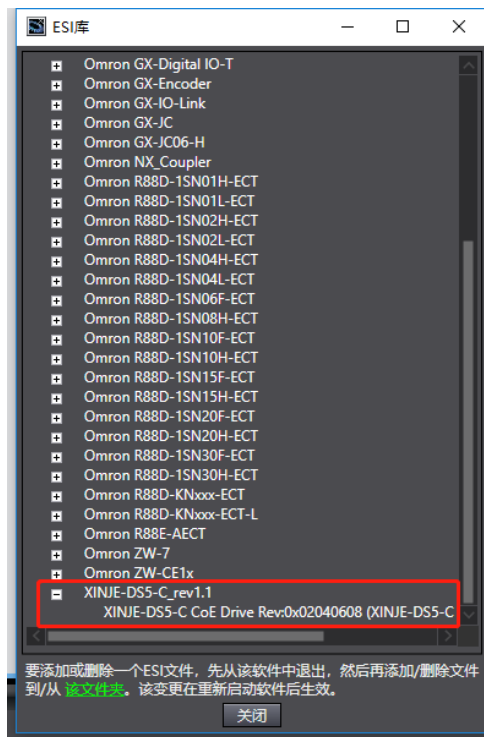 ESI库
Omron GX-Digital IO-T
Omron GX-Encoder
Omron GX-IO-Link
Omron GX-JC
Omron GX-JC06-H
Omron NX_Coupler
Omron R88D-1SN01H-ECT
Omron R88D-1SN01L-ECT
Omron R88D-1SN02H-ECT
Omron R88D-1SN02L-ECT
Omron R88D-1SN04H-ECT
Omron R88D-1SN04L-ECT
Omron R88D-1SN06F-ECT
Omron R88D-1SN08H-ECT
Omron R88D-1SN10F-ECT
Omron R88D-1SN10H-ECT
Omron R88D-1SN15F-ECT
Omron R88D-1SN15H-ECT
Omron R88D-1SN20F-ECT
Omron R88D-1SN20H-ECT
Omron R88D-1SN30F-ECT
Omron R88D-1SN30H-ECT
Omron R88D-KNxxx-ECT
Omron R88D-KNxxx-ECT-L
Omron R88E-AECT
Omron ZW-7
Omron ZW-CE1x
XINJE-DS5-C_rev1.1
XINJE-DS5-C CoE Drive Rev:0x02040608 (XINJE-DS5-C
要添加或删除一个ESI文件，先从该软件中退出，然后再添加/删除文件
到/从 该文件夹。该变更在重新启动软件后生效。
关闭